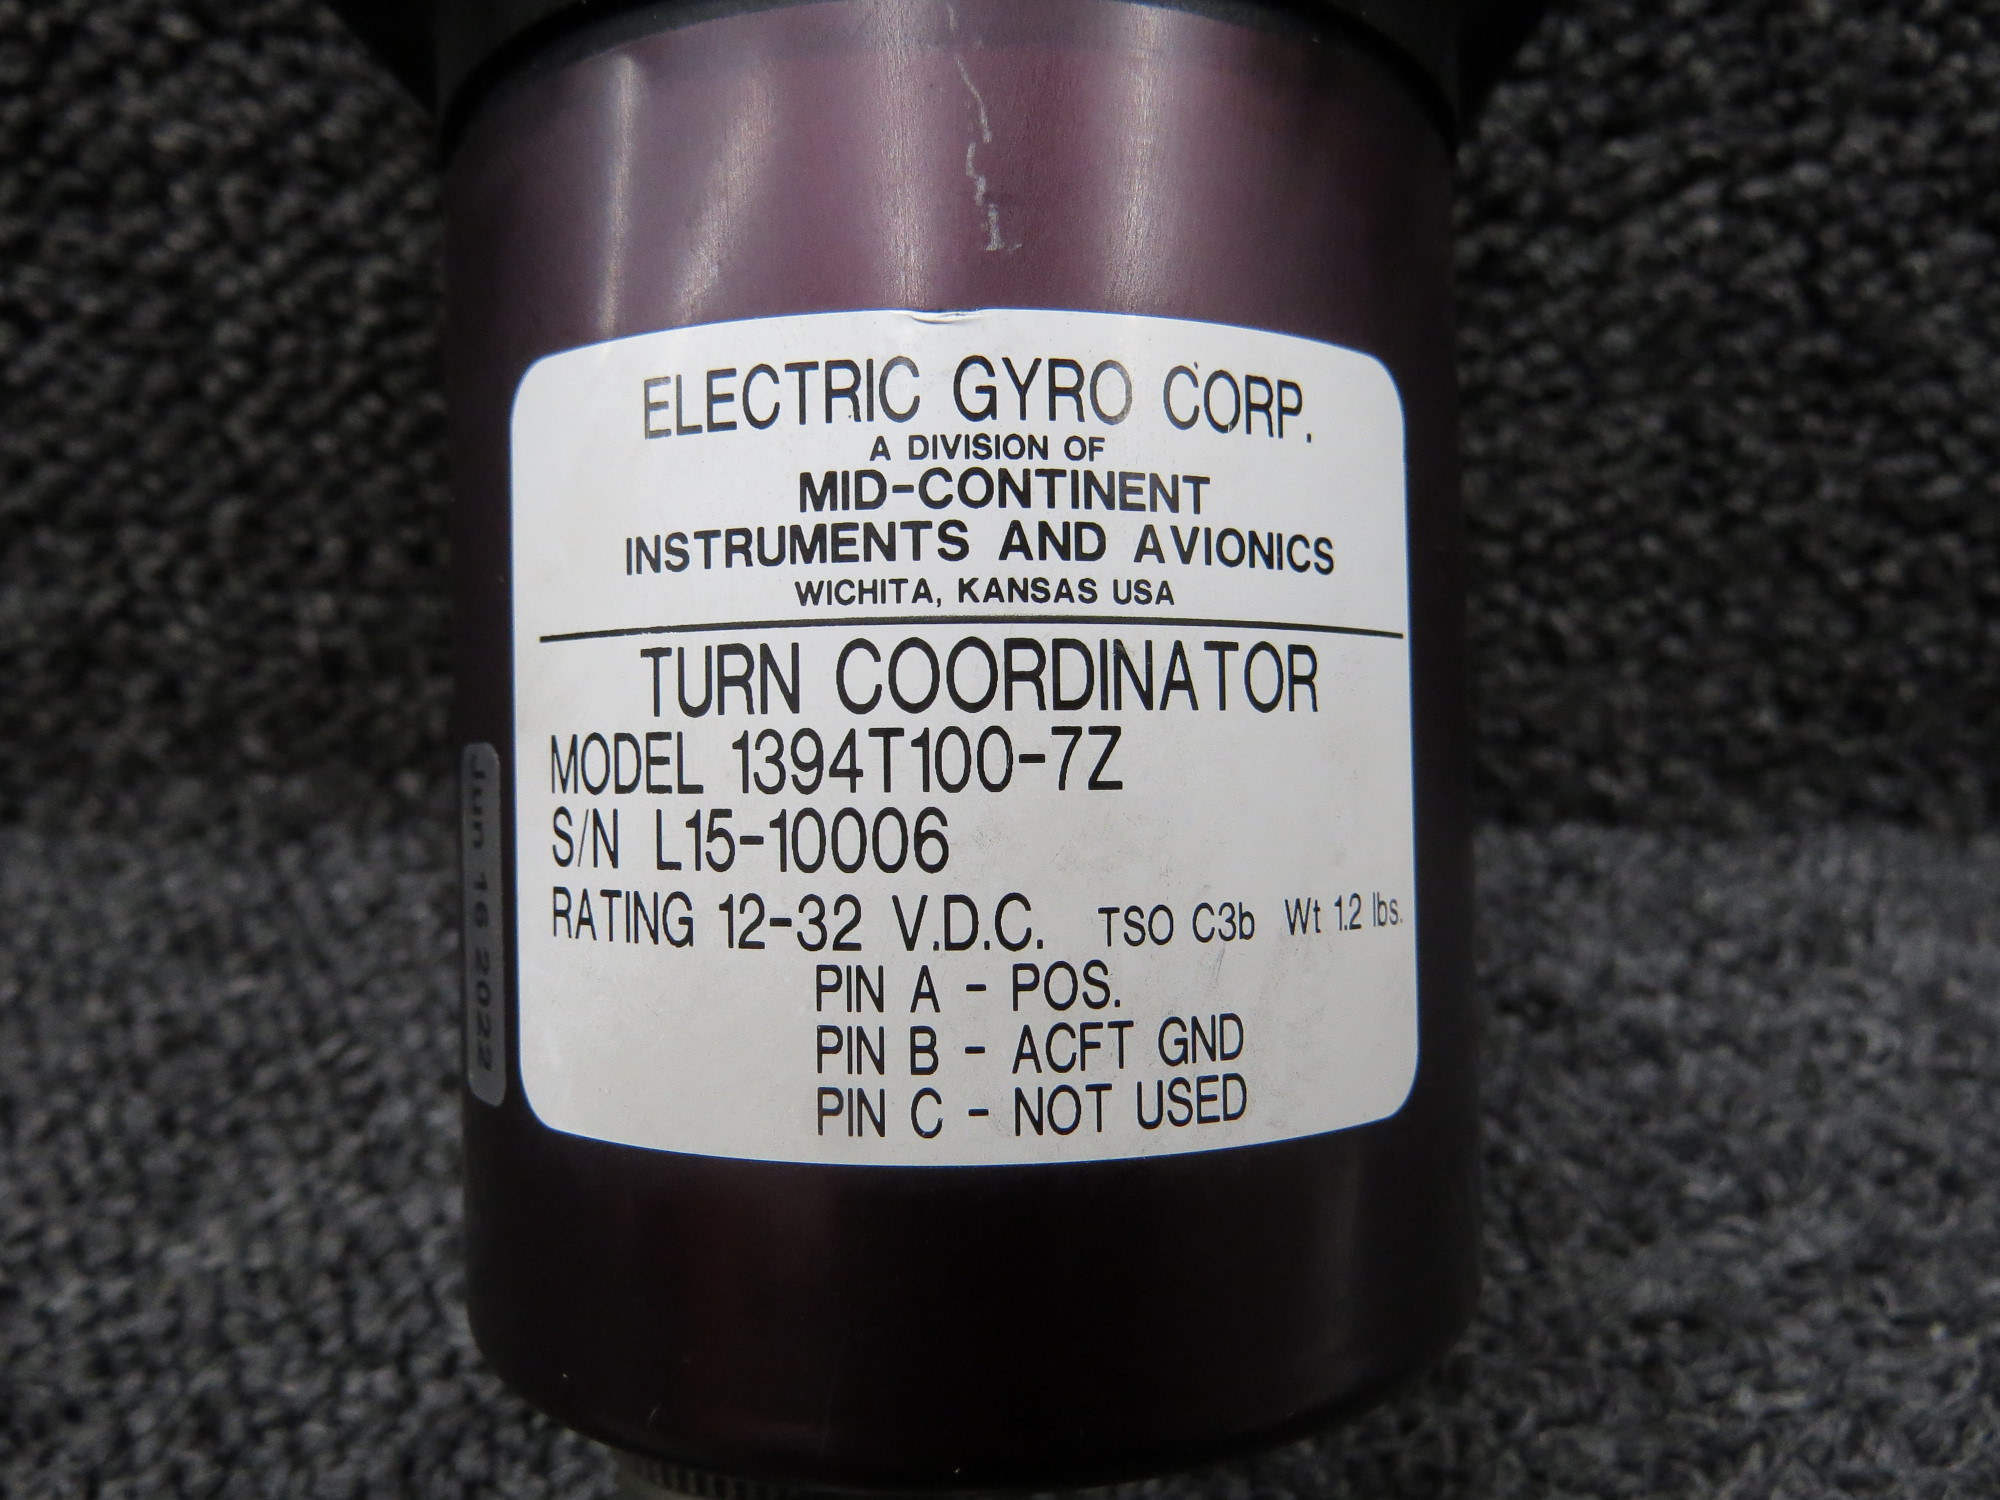 ELECTRIC GYRO CORP.
A DIVISION OF
MID-CONTINENT
INSTRUMENTS AND AVIONICS
WICHITA, KANSAS USA
TURN COORDINATOR
MODEL 1394T100-7Z
S/N L15-10006
RATING 12-32 V.D.C. TSO C3b Wt 1.2 lbs.
PIN A - POS.
PIN B - ACFT GND
PIN C - NOT USED
Jun 16 2022